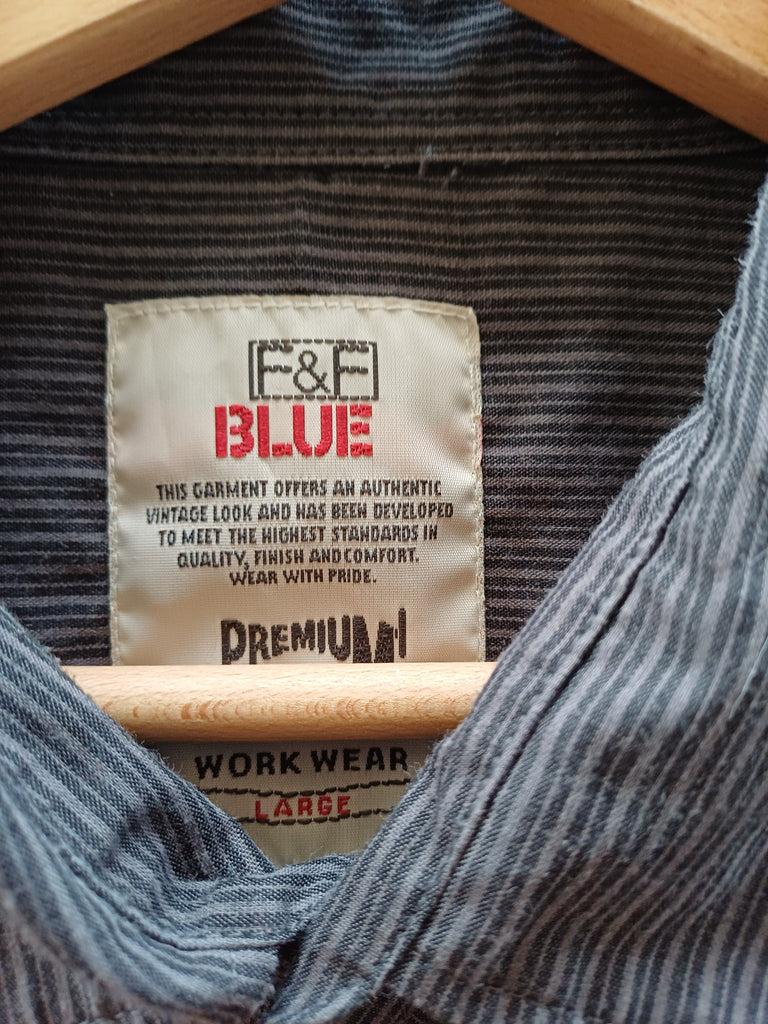 F&F
BLUE
THIS GARMENT OFFERS AN AUTHENTIC
VINTAGE LOOK AND HAS BEEN DEVELOPED
TO MEET THE HIGHEST STANDARDS IN
QUALITY, FINISH AND COMFORT.
WEAR WITH PRIDE.
PREMIUM
WORK WEAR
LARGE